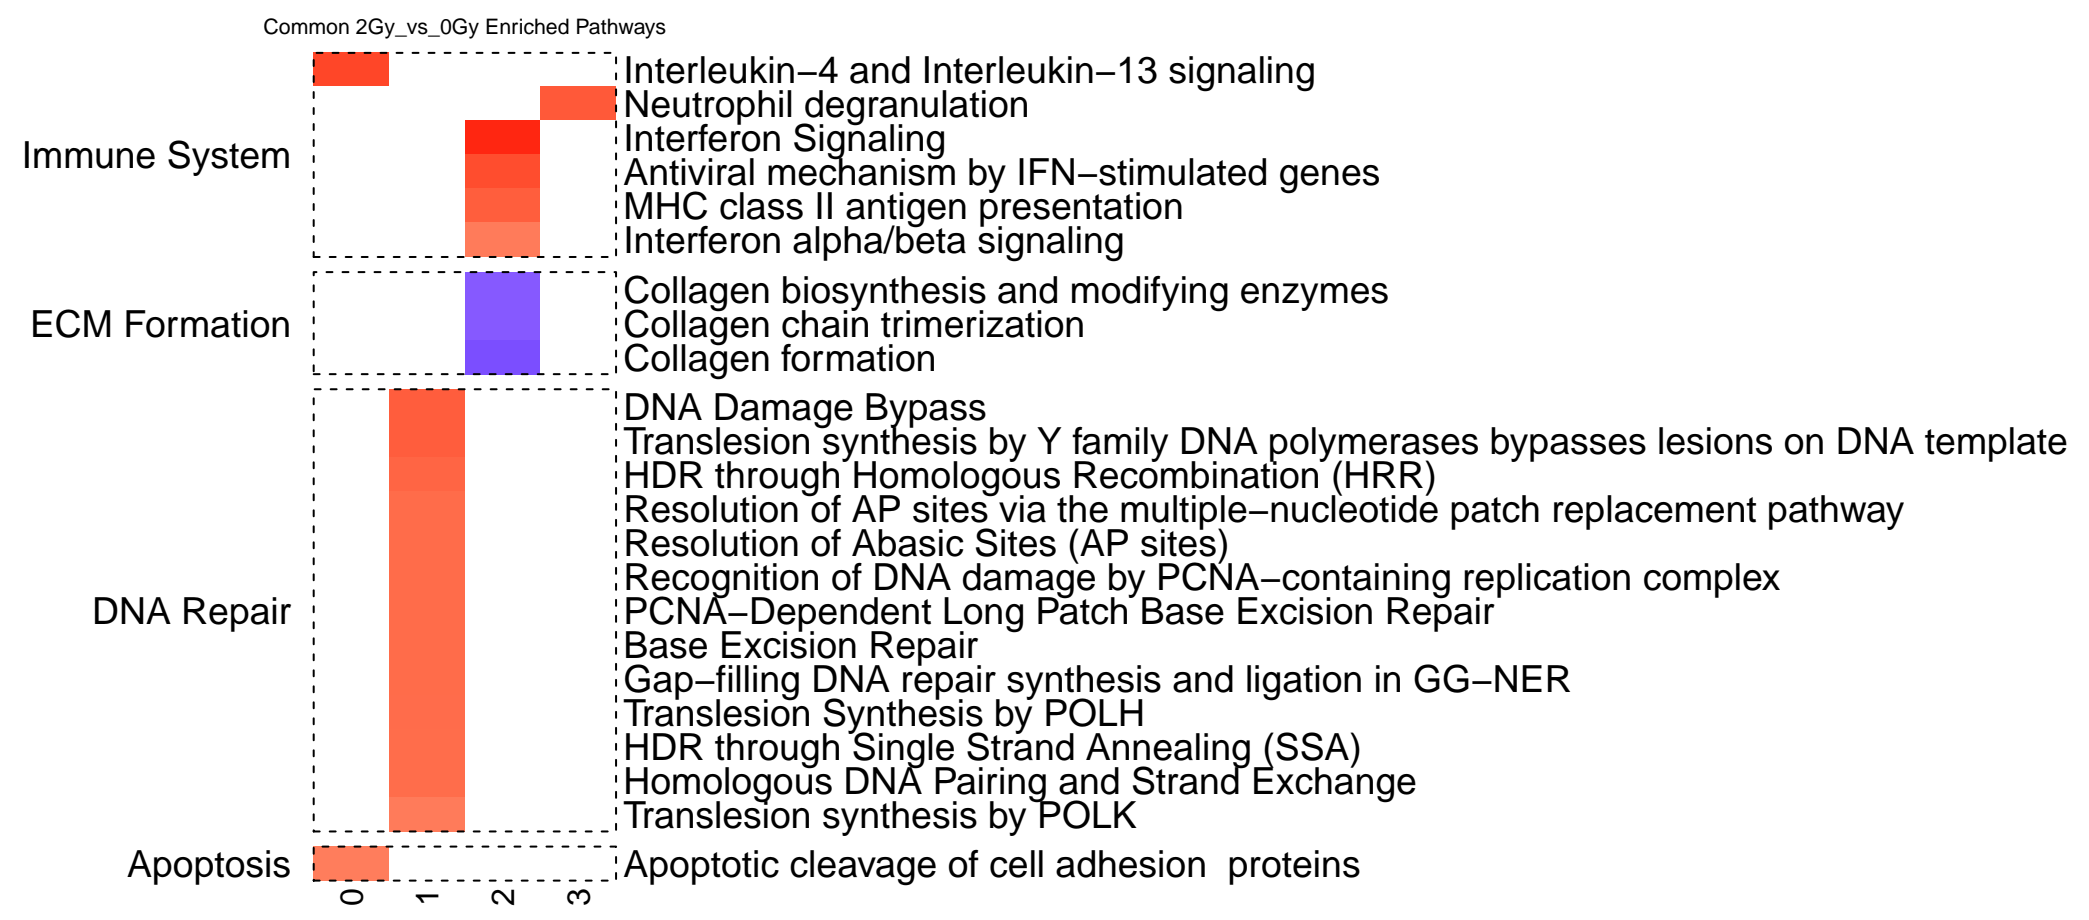 Common 2Gy_vs_0Gy Enriched Pathways
Immune System
Interleukin−4 and Interleukin−13 signaling
Neutrophil degranulation
Interferon Signaling
Antiviral mechanism by IFN−stimulated genes
MHC class II antigen presentation
Interferon alpha/beta signaling
ECM Formation
Collagen biosynthesis and modifying enzymes
Collagen chain trimerization
Collagen formation
DNA Repair
DNA Damage Bypass
Translesion synthesis by Y family DNA polymerases bypasses lesions on DNA template
HDR through Homologous Recombination (HRR)
Resolution of AP sites via the multiple−nucleotide patch replacement pathway
Resolution of Abasic Sites (AP sites)
Recognition of DNA damage by PCNA−containing replication complex
PCNA−Dependent Long Patch Base Excision Repair
Base Excision Repair
Gap−filling DNA repair synthesis and ligation in GG−NER
Translesion Synthesis by POLH
HDR through Single Strand Annealing (SSA)
Homologous DNA Pairing and Strand Exchange
Translesion synthesis by POLK
Apoptosis
Apoptotic cleavage of cell adhesion  proteins
0
1
2
3